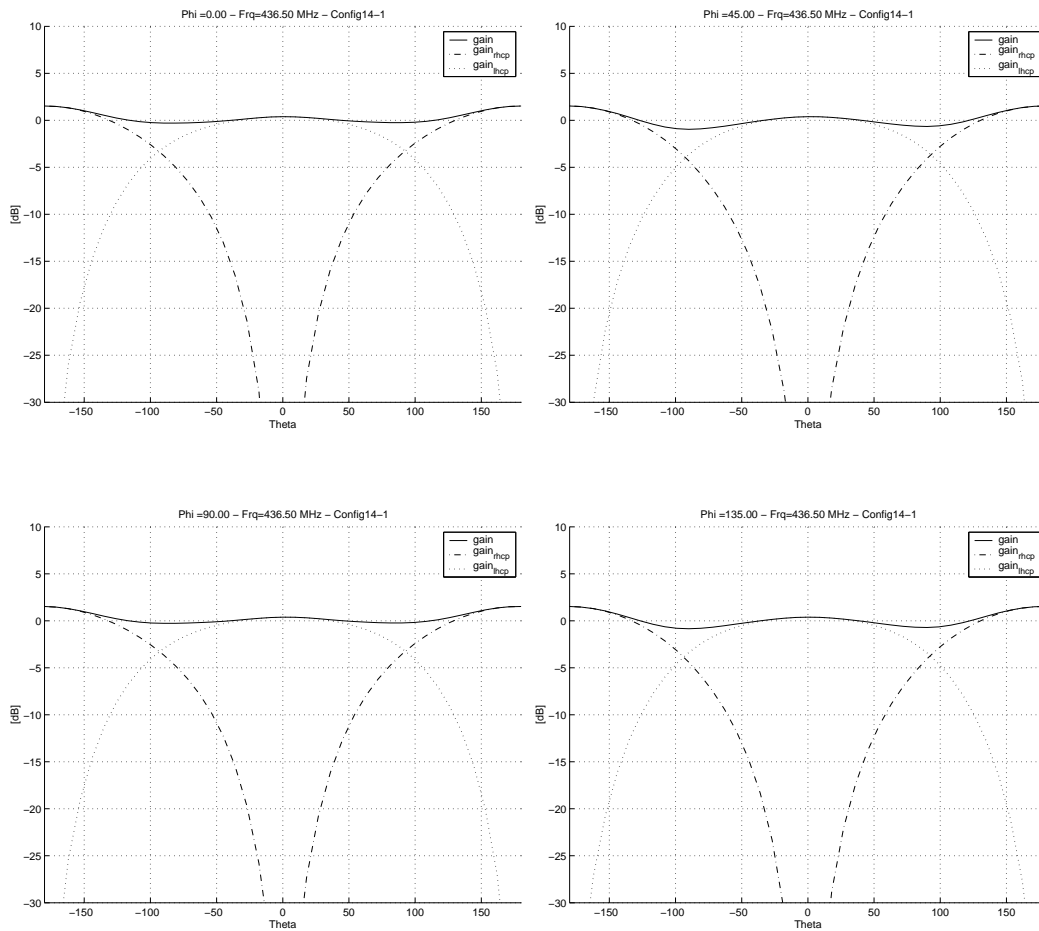 Phi =0.00 − Frq=436.50 MHz − Config14−1
10
5
0
−5
−10
−15
−20
−25
−30
[dB]
−150 −100 −50 0 50 100 150
Theta
gain
gain_rhcp
gain_lhcp
Phi =45.00 − Frq=436.50 MHz − Config14−1
10
5
0
−5
−10
−15
−20
−25
−30
[dB]
−150 −100 −50 0 50 100 150
Theta
gain
gain_rhcp
gain_lhcp
Phi =90.00 − Frq=436.50 MHz − Config14−1
10
5
0
−5
−10
−15
−20
−25
−30
[dB]
−150 −100 −50 0 50 100 150
Theta
gain
gain_rhcp
gain_lhcp
Phi =135.00 − Frq=436.50 MHz − Config14−1
10
5
0
−5
−10
−15
−20
−25
−30
[dB]
−150 −100 −50 0 50 100 150
Theta
gain
gain_rhcp
gain_lhcp